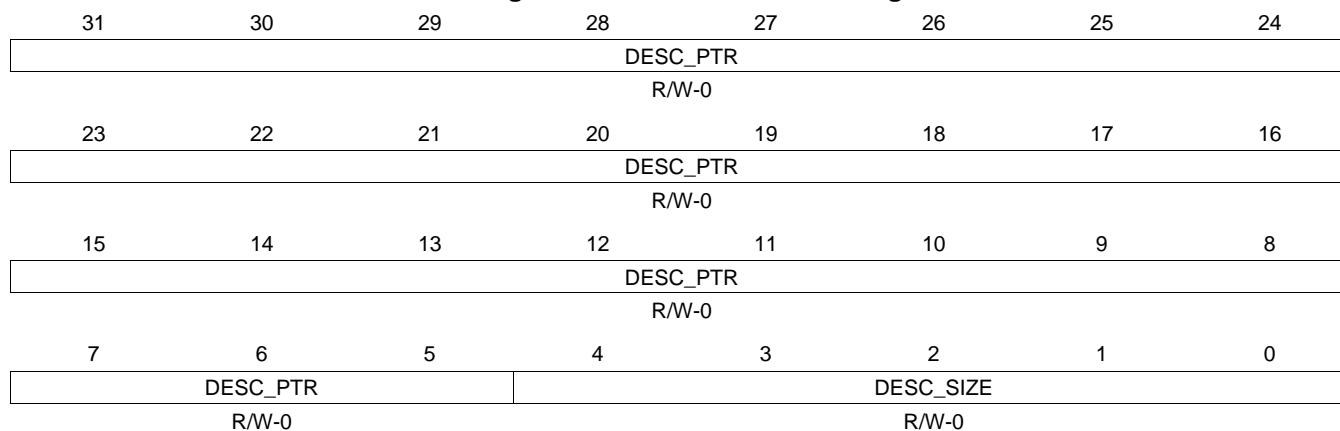 31 30 29 28 27 26 25 24
DESC_PTR
R/W-0
23 22 21 20 19 18 17 16
DESC_PTR
R/W-0
15 14 13 12 11 10 9 8
DESC_PTR
R/W-0
7 6 5 4 3 2 1 0
DESC_PTR DESC_SIZE
R/W-0 R/W-0